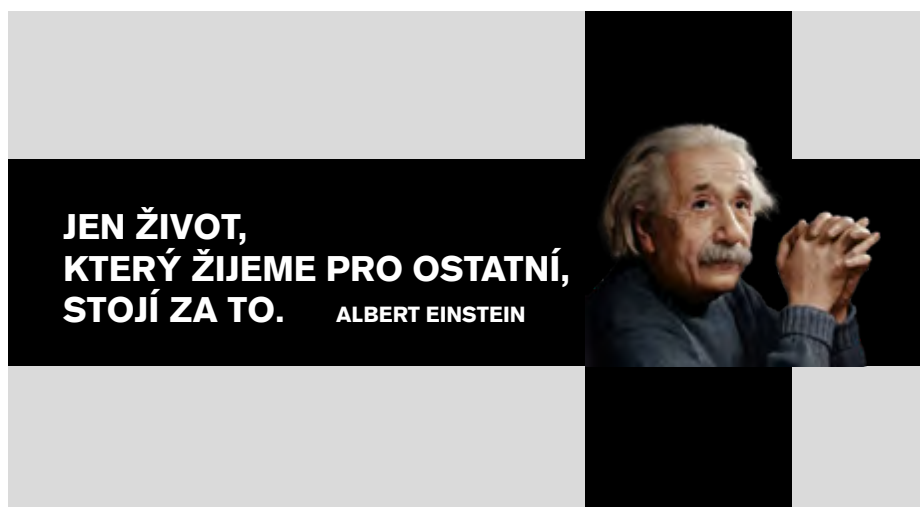 JEN ŽIVOT,
KTERÝ ŽIJEME PRO OSTATNÍ,
STOJÍ ZA TO. ALBERT EINSTEIN